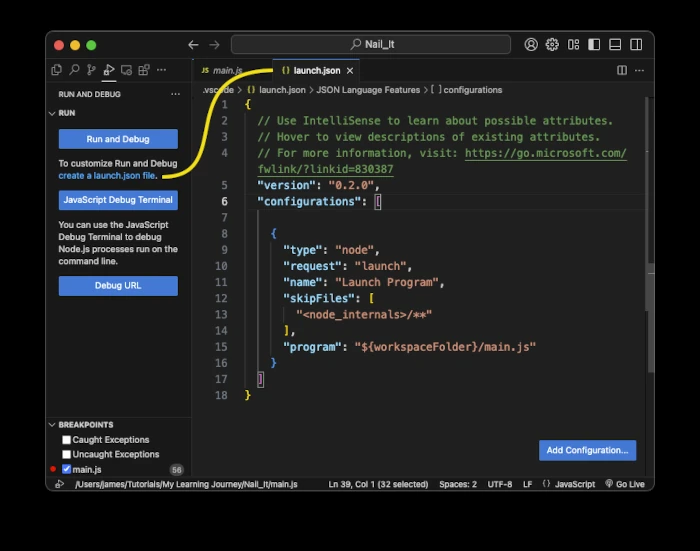 Nail_It
JS main.js
{} launch.json ×
RUN AND DEBUG ...
.vscode > {} launch.json > JSON Language Features > [ ] configurations
RUN
Run and Debug
To customize Run and Debug
create a launch.json file.
JavaScript Debug Terminal
You can use the JavaScript
Debug Terminal to debug
Node.js processes run on the
command line.
Debug URL
1 {
2 // Use IntelliSense to learn about possible attributes.
3 // Hover to view descriptions of existing attributes.
4 // For more information, visit: https://go.microsoft.com/
fwlink/?linkid=830387
5 "version": "0.2.0",
6 "configurations": [
7
8 {
9 "type": "node",
10 "request": "launch",
11 "name": "Launch Program",
12 "skipFiles": [
13 "<node_internals>/**"
14 ],
15 "program": "${workspaceFolder}/main.js"
16 }
17 ]
18 }
Add Configuration...
BREAKPOINTS
Caught Exceptions
Uncaught Exceptions
main.js 56
/Users/james/Tutorials/My Learning Journey/Nail_It/main.js Ln 39, Col 1 (32 selected) Spaces: 2 UTF-8 LF {} JavaScript Go Live